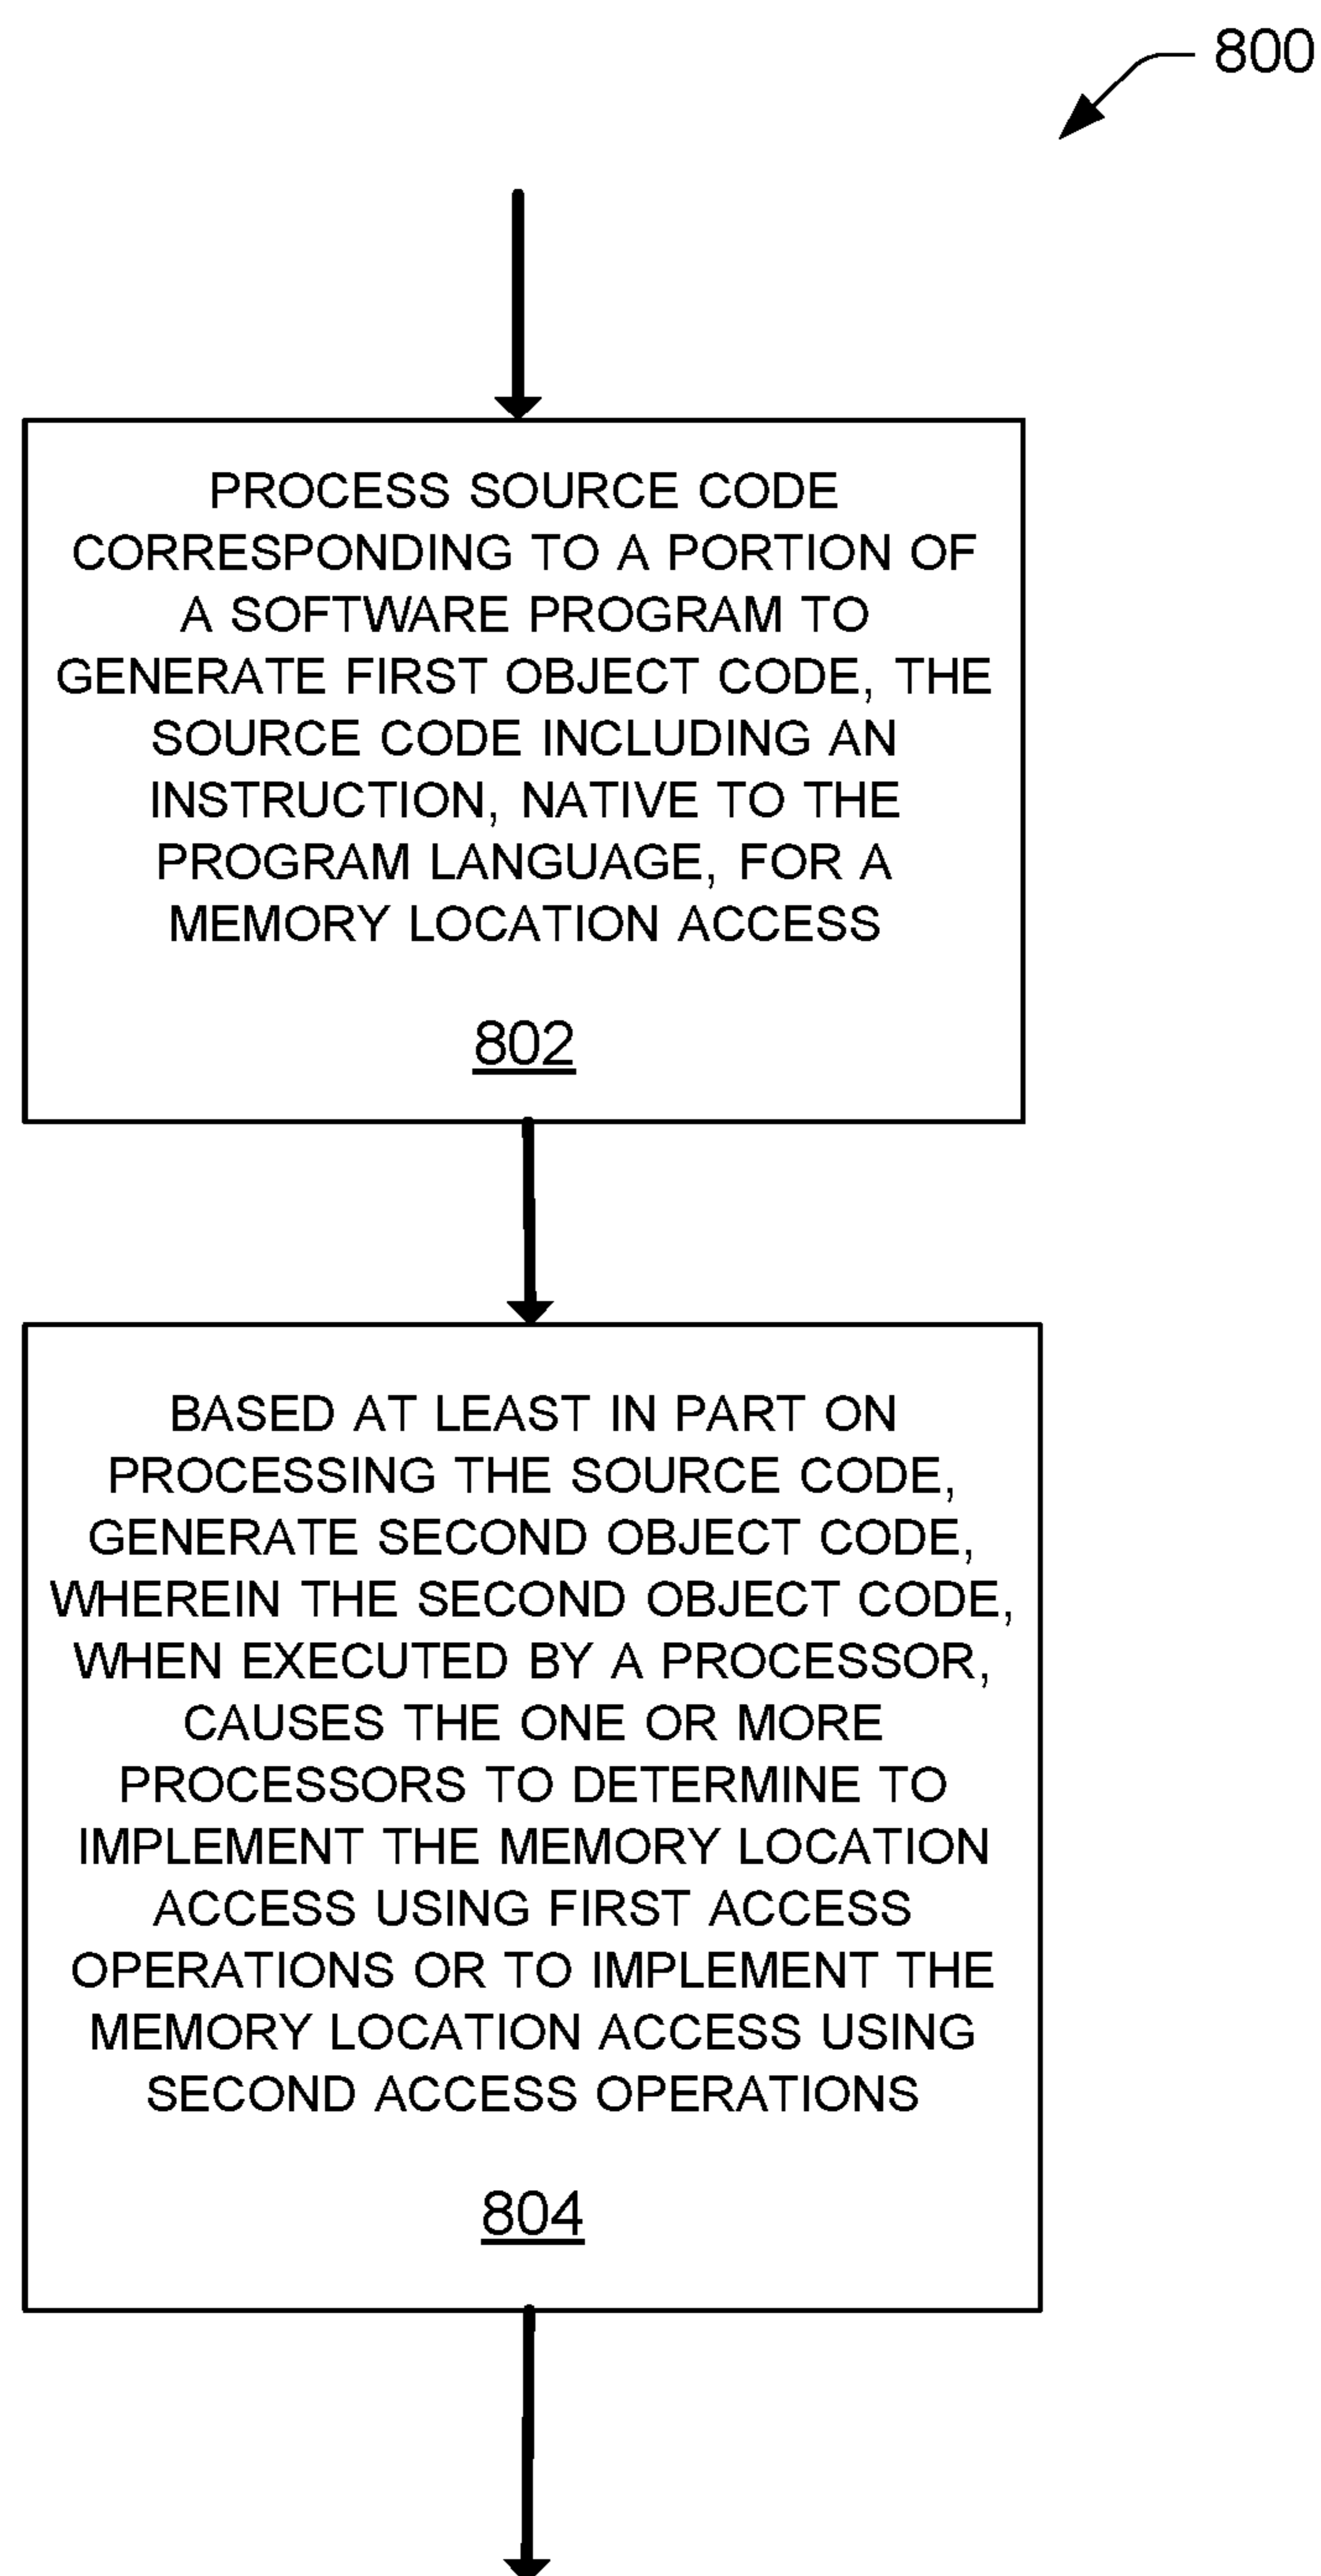 800
PROCESS SOURCE CODE
CORRESPONDING TO A PORTION OF
A SOFTWARE PROGRAM TO
GENERATE FIRST OBJECT CODE, THE
SOURCE CODE INCLUDING AN
INSTRUCTION, NATIVE TO THE
PROGRAM LANGUAGE, FOR A
MEMORY LOCATION ACCESS
802
BASED AT LEAST IN PART ON
PROCESSING THE SOURCE CODE,
GENERATE SECOND OBJECT CODE,
WHEREIN THE SECOND OBJECT CODE,
WHEN EXECUTED BY A PROCESSOR,
CAUSES THE ONE OR MORE
PROCESSORS TO DETERMINE TO
IMPLEMENT THE MEMORY LOCATION
ACCESS USING FIRST ACCESS
OPERATIONS OR TO IMPLEMENT THE
MEMORY LOCATION ACCESS USING
SECOND ACCESS OPERATIONS
804